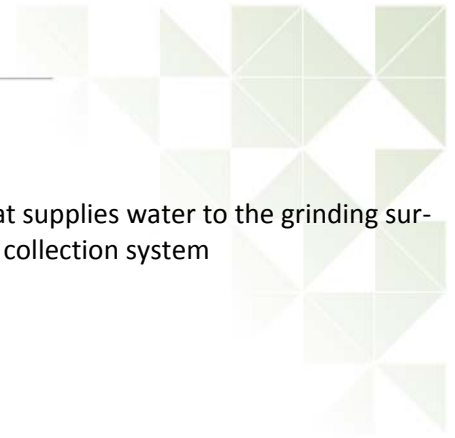 at supplies water to the grinding sur-
collection system